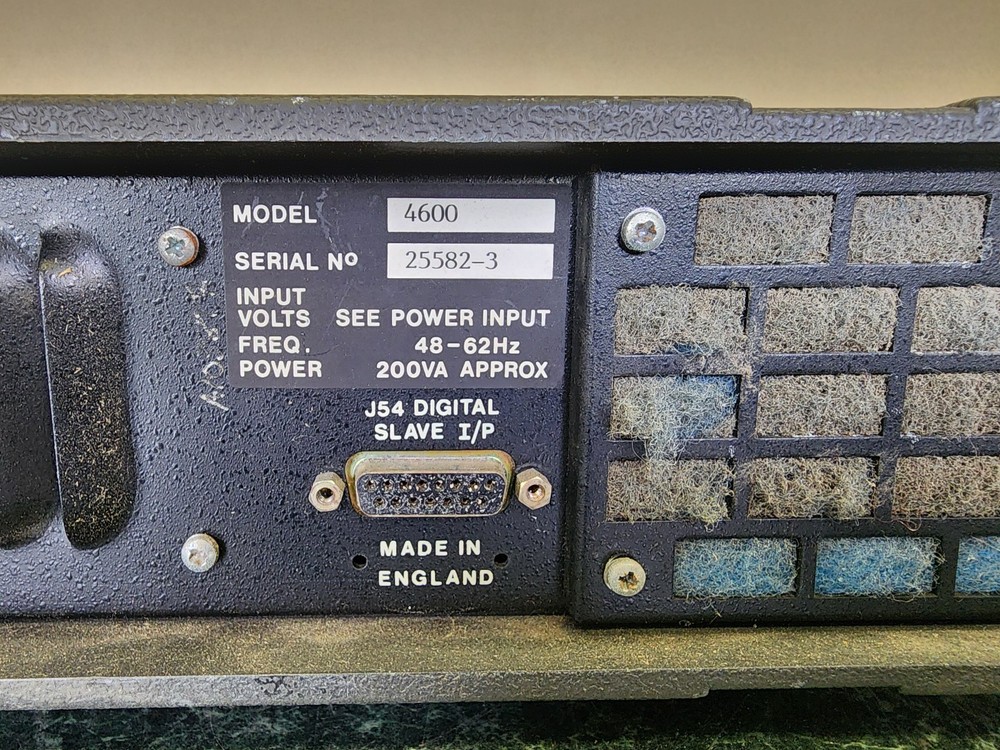 MODEL 4600
SERIAL Nº 25582-3
INPUT
VOLTS SEE POWER INPUT
FREQ. 48-62Hz
POWER 200VA APPROX
J54 DIGITAL
SLAVE I/P
MADE IN
ENGLAND